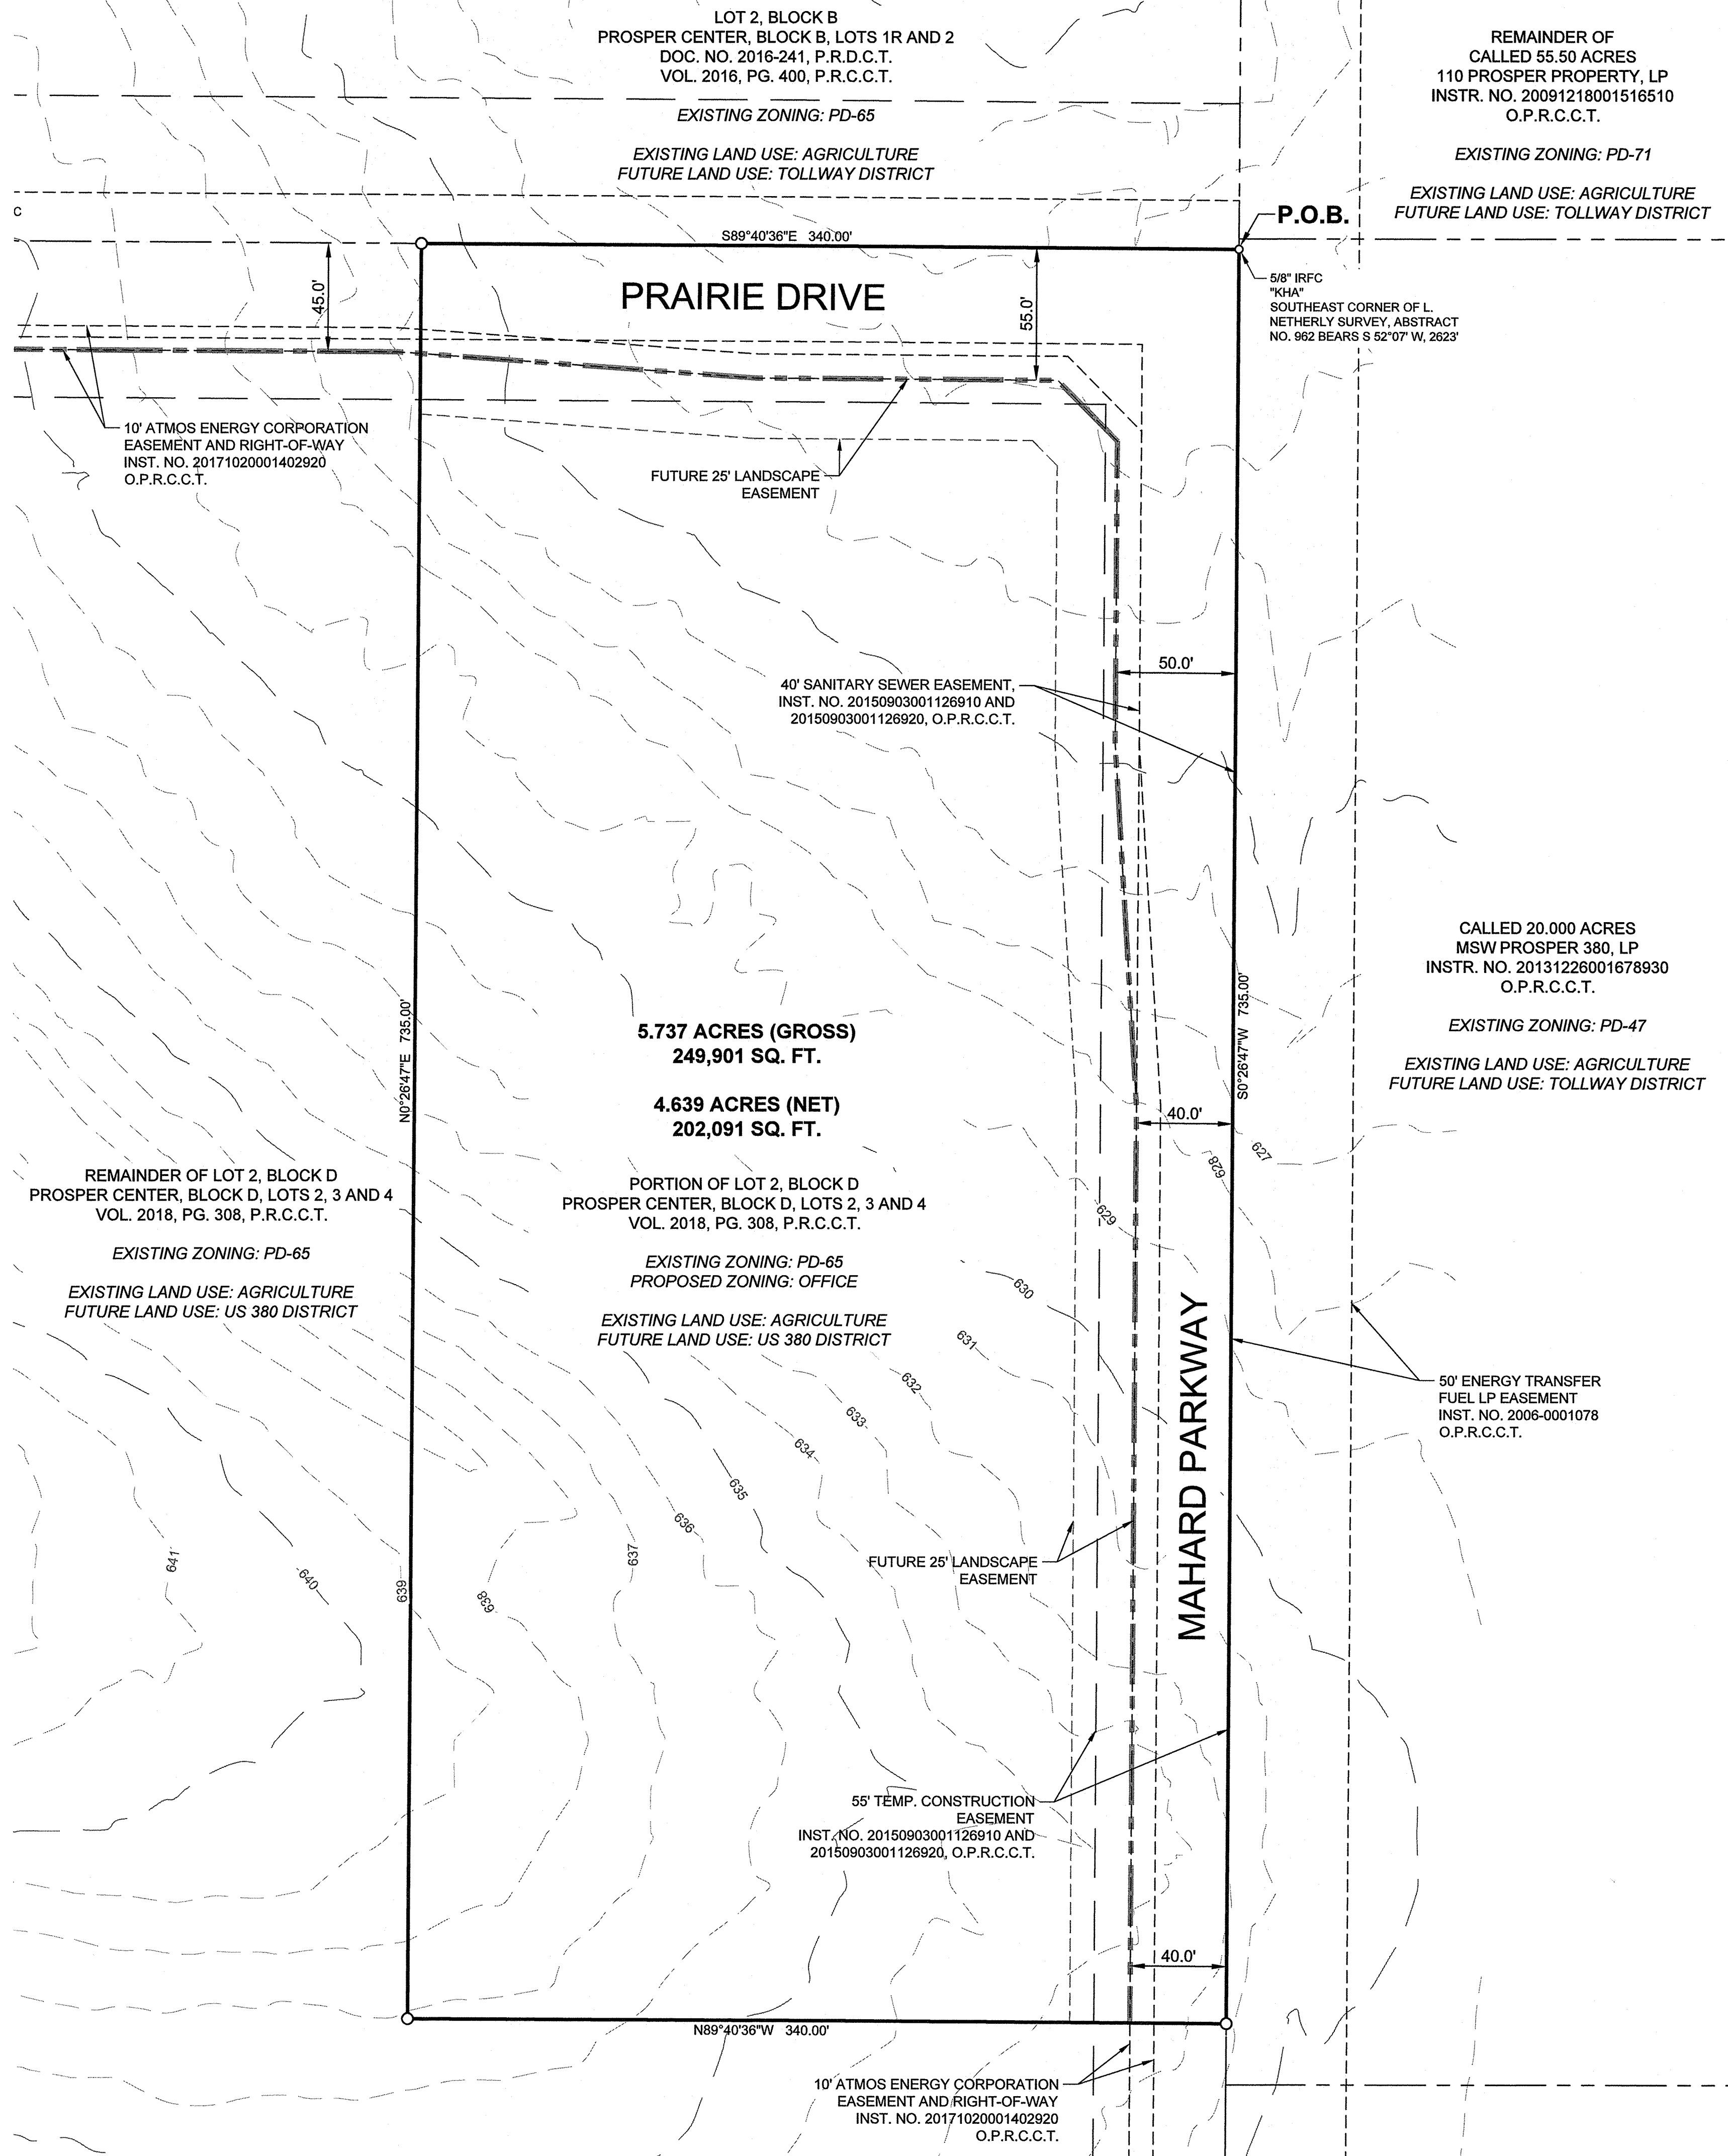 LOT 2, BLOCK B
PROSPER CENTER, BLOCK B, LOTS 1R AND 2
DOC. NO. 2016-241, P.R.D.C.T.
VOL. 2016, PG. 400, P.R.C.C.T.
EXISTING ZONING: PD-65
EXISTING LAND USE: AGRICULTURE
FUTURE LAND USE: TOLLWAY DISTRICT
REMAINDER OF
CALLED 55.50 ACRES
110 PROSPER PROPERTY, LP
INSTR. NO. 20091218001516510
O.P.R.C.C.T.
EXISTING ZONING: PD-71
EXISTING LAND USE: AGRICULTURE
FUTURE LAND USE: TOLLWAY DISTRICT
C
P.O.B.
S89°40'36"E 340.00'
5/8" IRFC
"KHA"
SOUTHEAST CORNER OF L.
NETHERLY SURVEY, ABSTRACT
NO. 962 BEARS S 52°07' W, 2623'
45.0'
PRAIRIE DRIVE
55.0'
10' ATMOS ENERGY CORPORATION
EASEMENT AND RIGHT-OF-WAY
INST. NO. 20171020001402920
O.P.R.C.C.T.
FUTURE 25' LANDSCAPE
EASEMENT
50.0'
40' SANITARY SEWER EASEMENT,
INST. NO. 20150903001126910 AND
20150903001126920, O.P.R.C.C.T.
CALLED 20.000 ACRES
MSW PROSPER 380, LP
INSTR. NO. 20131226001678930
O.P.R.C.C.T.
EXISTING ZONING: PD-47
EXISTING LAND USE: AGRICULTURE
FUTURE LAND USE: TOLLWAY DISTRICT
N0°26'47"E 735.00'
5.737 ACRES (GROSS)
249,901 SQ. FT.
4.639 ACRES (NET)
202,091 SQ. FT.
S0°26'47"W 735.00'
40.0'
REMAINDER OF LOT 2, BLOCK D
PROSPER CENTER, BLOCK D, LOTS 2, 3 AND 4
VOL. 2018, PG. 308, P.R.C.C.T.
EXISTING ZONING: PD-65
EXISTING LAND USE: AGRICULTURE
FUTURE LAND USE: US 380 DISTRICT
PORTION OF LOT 2, BLOCK D
PROSPER CENTER, BLOCK D, LOTS 2, 3 AND 4
VOL. 2018, PG. 308, P.R.C.C.T.
EXISTING ZONING: PD-65
PROPOSED ZONING: OFFICE
EXISTING LAND USE: AGRICULTURE
FUTURE LAND USE: US 380 DISTRICT
627
628
629
630
631
632
633
634
635
636
637
638
639
640
641
MAHARD PARKWAY
50' ENERGY TRANSFER
FUEL LP EASEMENT
INST. NO. 2006-0001078
O.P.R.C.C.T.
FUTURE 25' LANDSCAPE
EASEMENT
55' TEMP. CONSTRUCTION
EASEMENT
INST. NO. 20150903001126910 AND
20150903001126920, O.P.R.C.C.T.
40.0'
N89°40'36"W 340.00'
10' ATMOS ENERGY CORPORATION
EASEMENT AND RIGHT-OF-WAY
INST. NO. 20171020001402920
O.P.R.C.C.T.